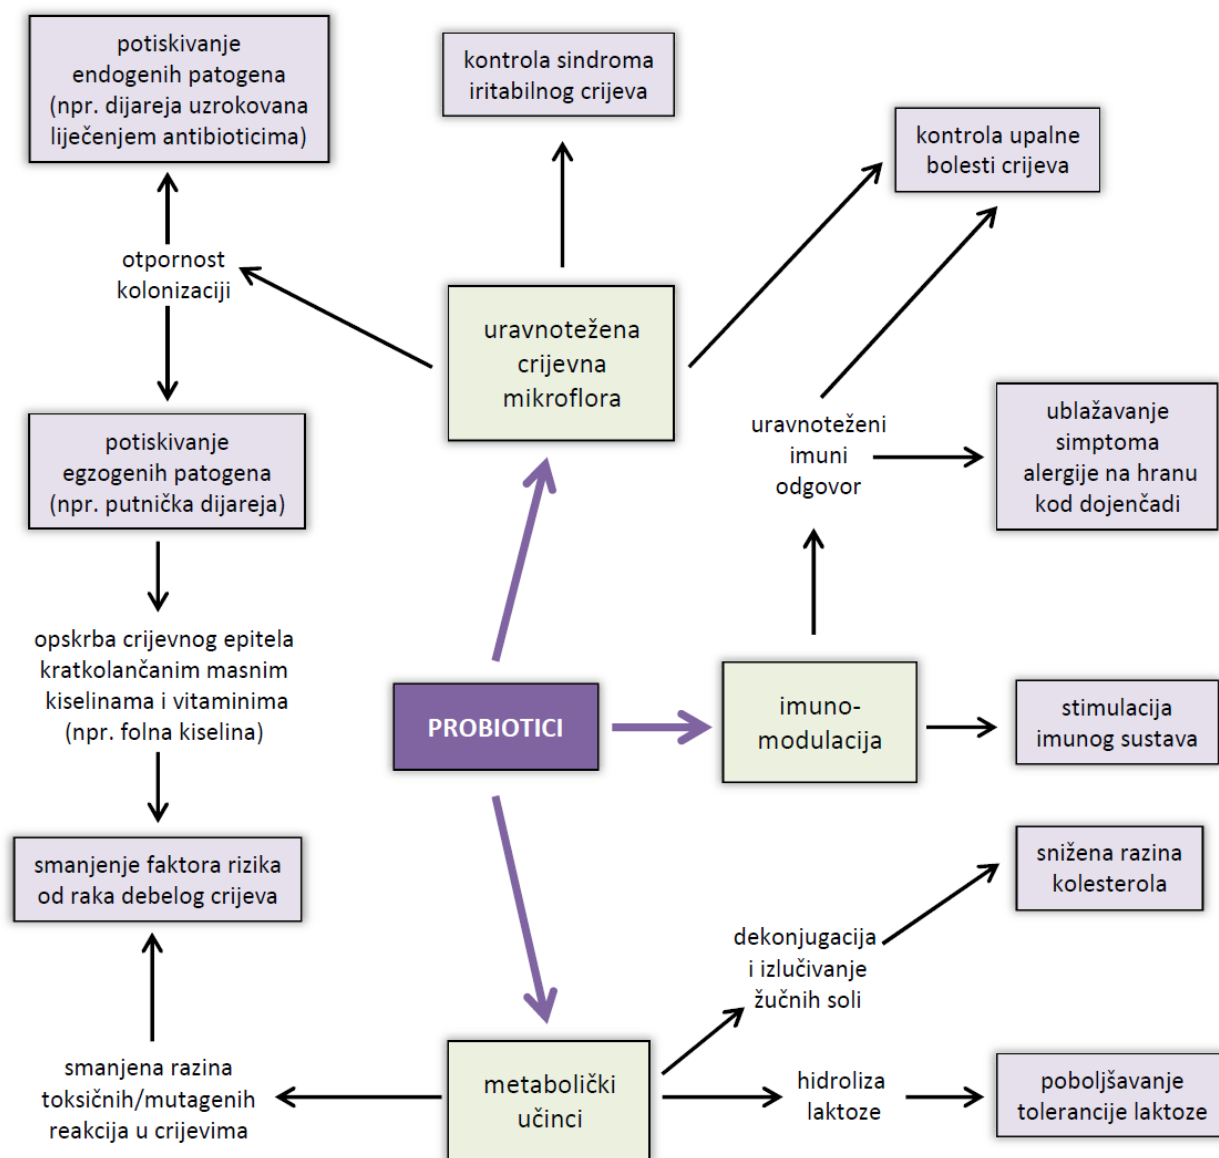 potiskivanje
endogenih patogena
(npr. dijareja uzrokovana
liječenjem antibioticima)
kontrola sindroma
iritabilnog crijeva
kontrola upalne
bolesti crijeva
otpornost
kolonizaciji
uravnotežena
crijevna
mikroflora
potiskivanje
egzogenih patogena
(npr. putnička dijareja)
uravnoteženi
imuni
odgovor
ublažavanje
simptoma
alergije na hranu
kod dojenčadi
opskrba crijevnog epitela
kratkolančanim masnim
kiselinama i vitaminima
(npr. folna kiselina)
PROBIOTICI
imuno-
modulacija
stimulacija
imunog sustava
smanjenje faktora rizika
od raka debelog crijeva
snižena razina
kolesterola
dekonjugacija
i izlučivanje
žučnih soli
smanjena razina
toksičnih/mutagenih
reakcija u crijevima
metabolički
učinci
hidroliza
laktoze
poboljšavanje
tolerancije laktoze